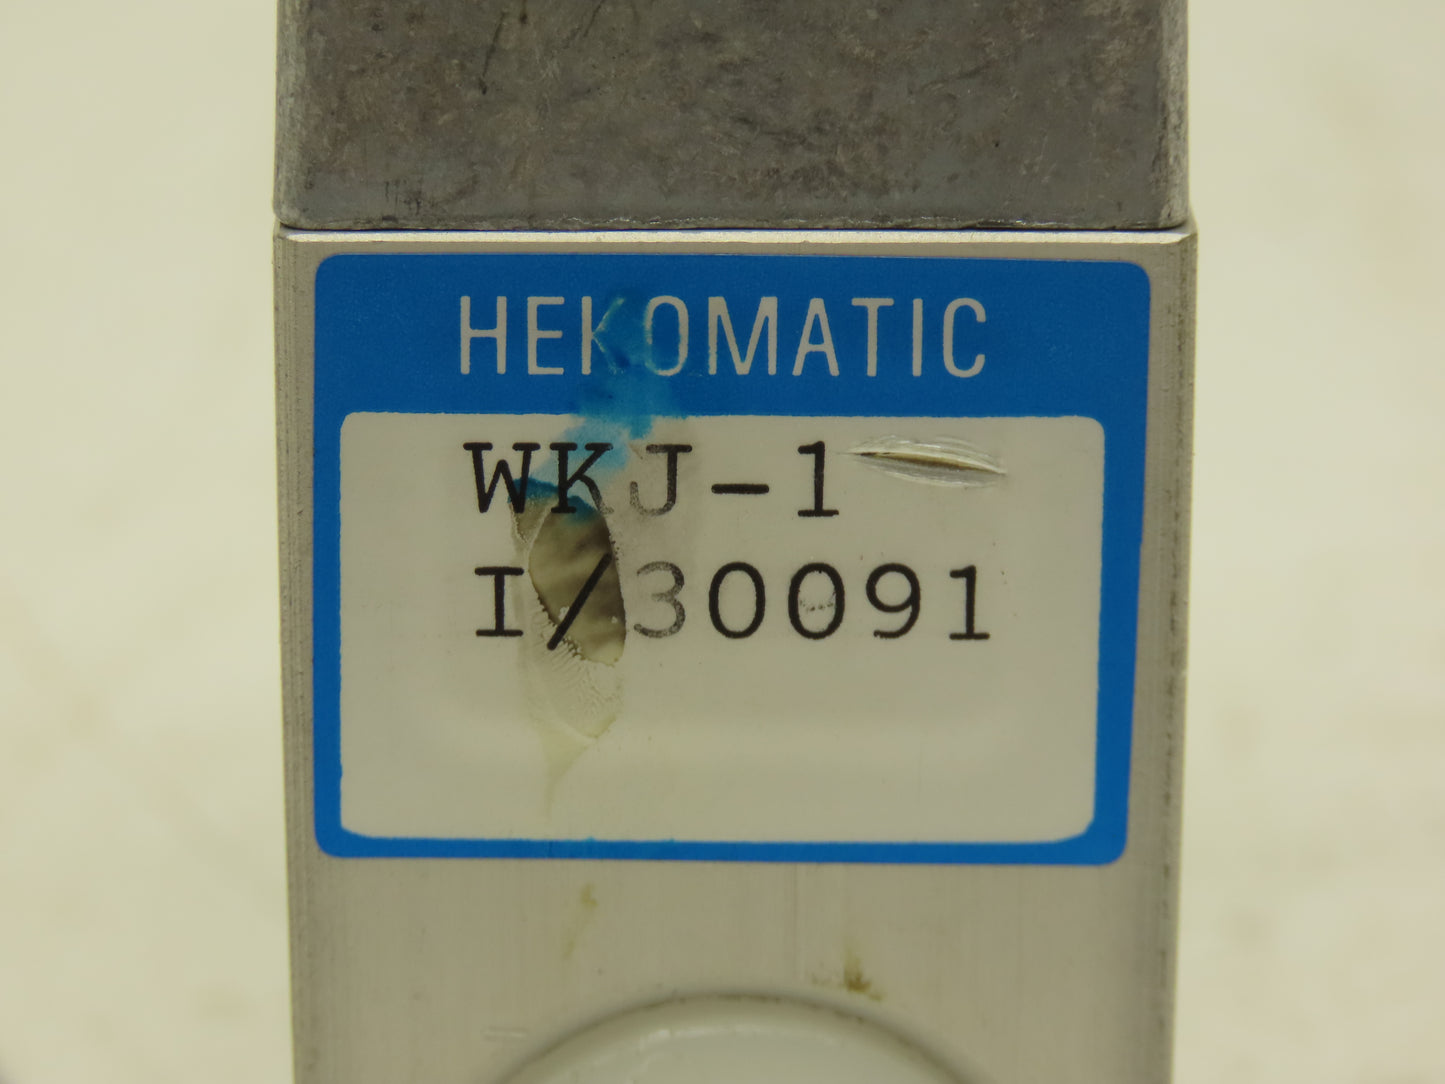 HEKOMATIC
WKJ-1
I/30091